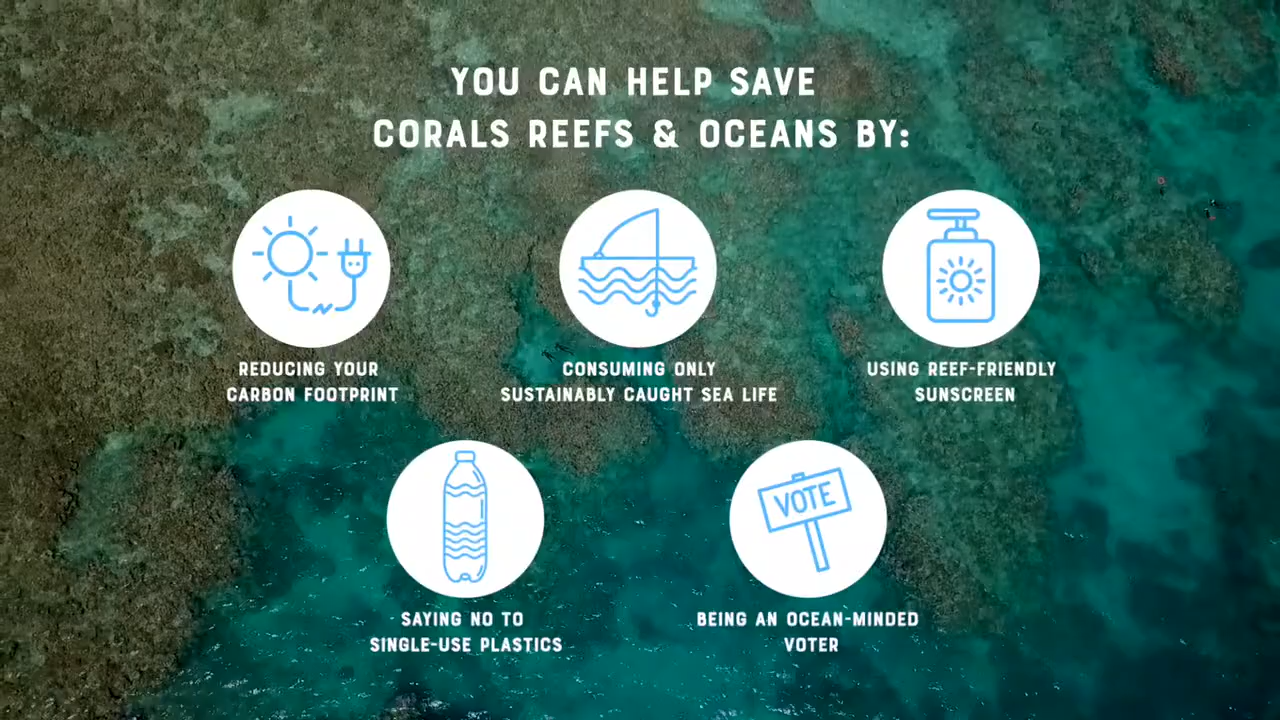 YOU CAN HELP SAVE
CORALS REEFS & OCEANS BY:
REDUCING YOUR
CARBON FOOTPRINT
CONSUMING ONLY
SUSTAINABLY CAUGHT SEA LIFE
USING REEF-FRIENDLY
SUNSCREEN
VOTE
SAYING NO TO
SINGLE-USE PLASTICS
BEING AN OCEAN-MINDED
VOTER